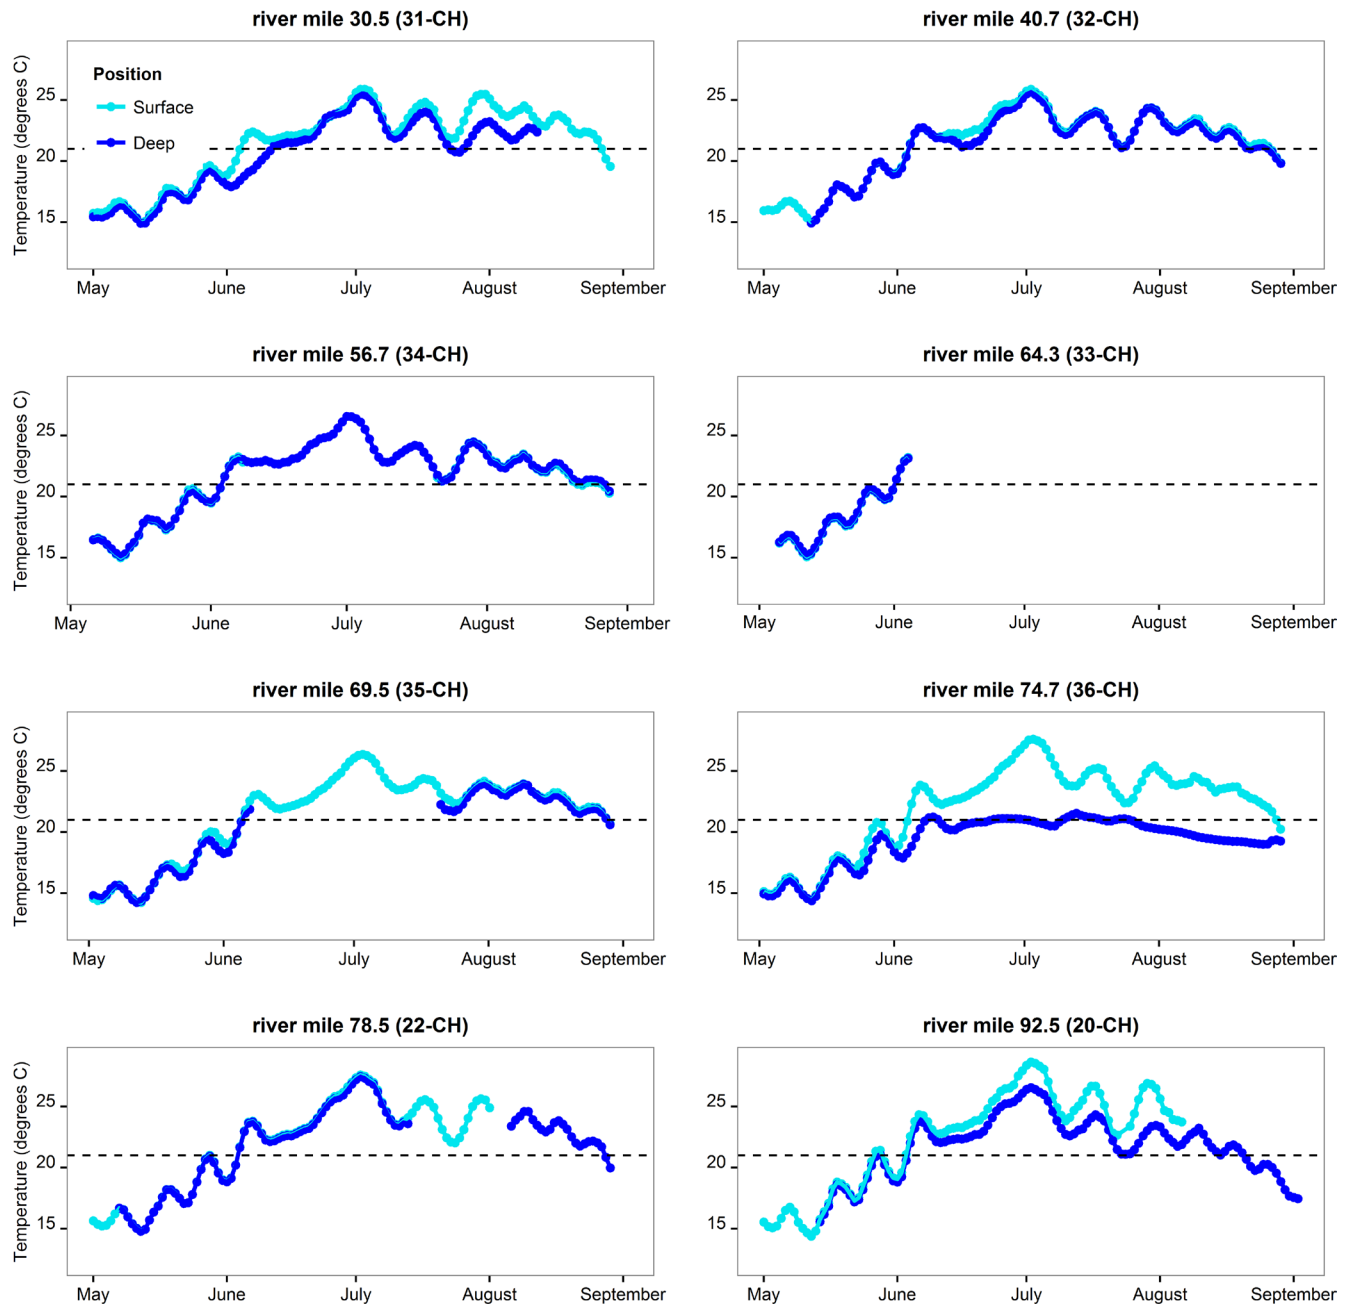 river mile 30.5 (31-CH)
river mile 40.7 (32-CH)
Temperature (degrees C)
Position
Surface
Deep
25
20
15
May June July August September
25
20
15
May June July August September
river mile 56.7 (34-CH)
river mile 64.3 (33-CH)
Temperature (degrees C)
25
20
15
May June July August September
25
20
15
May June July August September
river mile 69.5 (35-CH)
river mile 74.7 (36-CH)
Temperature (degrees C)
25
20
15
May June July August September
25
20
15
May June July August September
river mile 78.5 (22-CH)
river mile 92.5 (20-CH)
Temperature (degrees C)
25
20
15
May June July August September
25
20
15
May June July August September